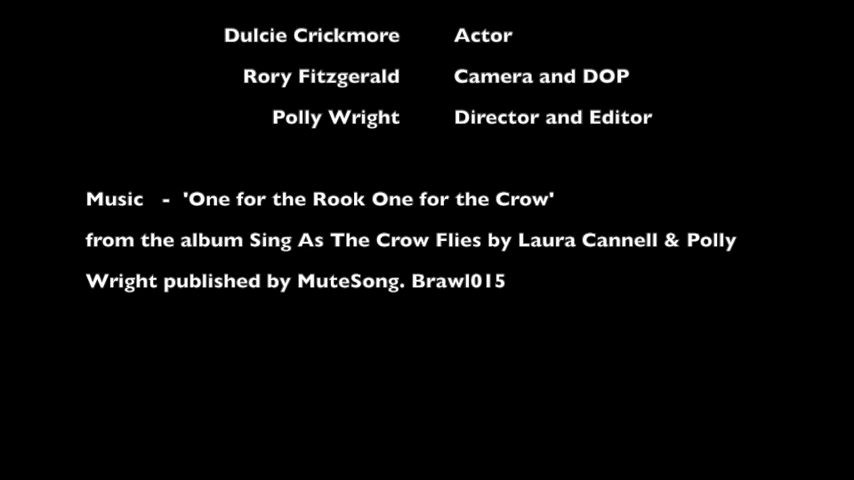 Dulcie Crickmore Actor
Rory Fitzgerald Camera and DOP
Polly Wright Director and Editor
Music - 'One for the Rook One for the Crow'
from the album Sing As The Crow Flies by Laura Cannell & Polly
Wright published by MuteSong. Brawl015